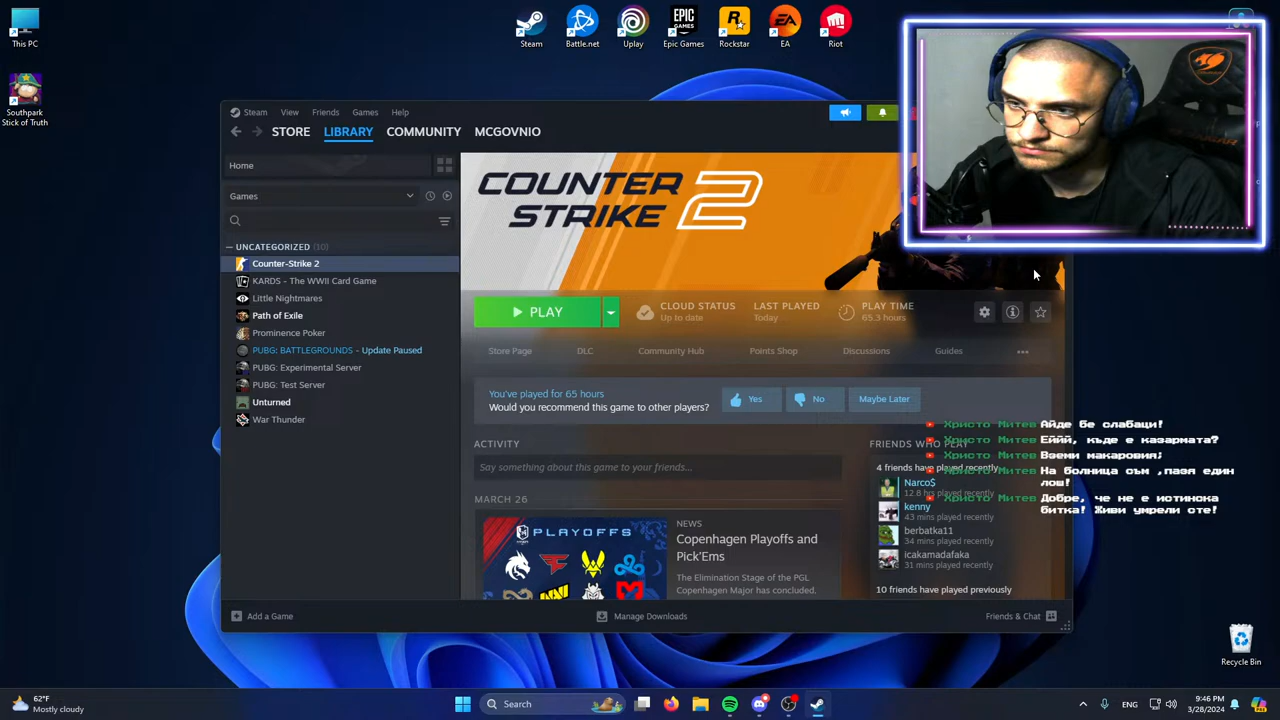 This PC
Steam
Battle.net
Uplay
Epic Games
Rockstar
EA
Riot
Southpark
Stick of Truth
Steam View Friends Games Help
STORE LIBRARY COMMUNITY MCGOVNIO
Home
Games
UNCATEGORIZED (10)
Counter-Strike 2
KARDS - The WWII Card Game
Little Nightmares
Path of Exile
Prominence Poker
PUBG: BATTLEGROUNDS - Update Paused
PUBG: Experimental Server
PUBG: Test Server
Unturned
War Thunder
COUNTER
STRIKE 2
PLAY
CLOUD STATUS
Up to date
LAST PLAYED
Today
PLAY TIME
65.3 hours
Store Page DLC Community Hub Points Shop Discussions Guides
You've played for 65 hours
Would you recommend this game to other players?
Yes No Maybe Later
ACTIVITY
Say something about this game to your friends...
MARCH 26
PLAYOFFS
NEWS
Copenhagen Playoffs and
Pick'Ems
The Elimination Stage of the PGL
Copenhagen Major has concluded.
FRIENDS WHO PLAY
4 friends have played recently
Narco$
12.8 hrs played recently
kenny
43 mins played recently
berbatka11
34 mins played recently
icakamadafaka
31 mins played recently
10 friends have played previously
Христо Митев Айде бе слабаци!
Христо Митев Еййй, къде е казармата?
Христо Митев Вземи макаровия;
Христо Митев На болница съм ,пазя един
лош!
Христо Митев Добре, че не е истинска
битка! Живи умрели сте!
Add a Game
Manage Downloads
Friends & Chat
Recycle Bin
62°F
Mostly cloudy
Search
ENG
9:46 PM
3/28/2024